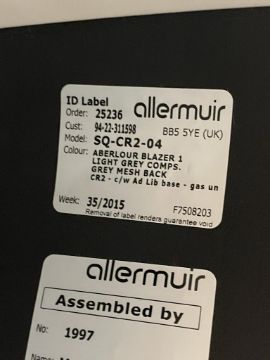 ID Label allermuir
Order: 25236
Cust: 94-22-311598 BB5 5YE (UK)
Model: SQ-CR2-04
Colour: ABERLOUR BLAZER 1
LIGHT GREY COMPS.
GREY MESH BACK
CR2 - c/w Ad Lib base - gas un
Week: 35/2015 F7508203
Removal of label renders guarantee void
allermuir
Assembled by
No: 1997